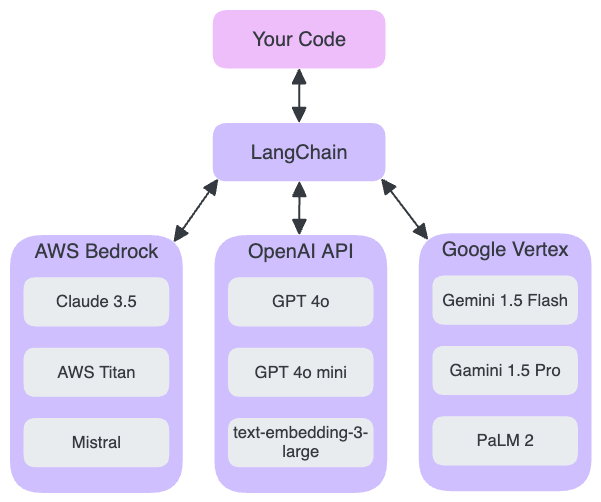 Your Code
LangChain
AWS Bedrock
Claude 3.5
AWS Titan
Mistral
OpenAI API
GPT 4o
GPT 4o mini
text-embedding-3-
large
Google Vertex
Gemini 1.5 Flash
Gamini 1.5 Pro
PaLM 2